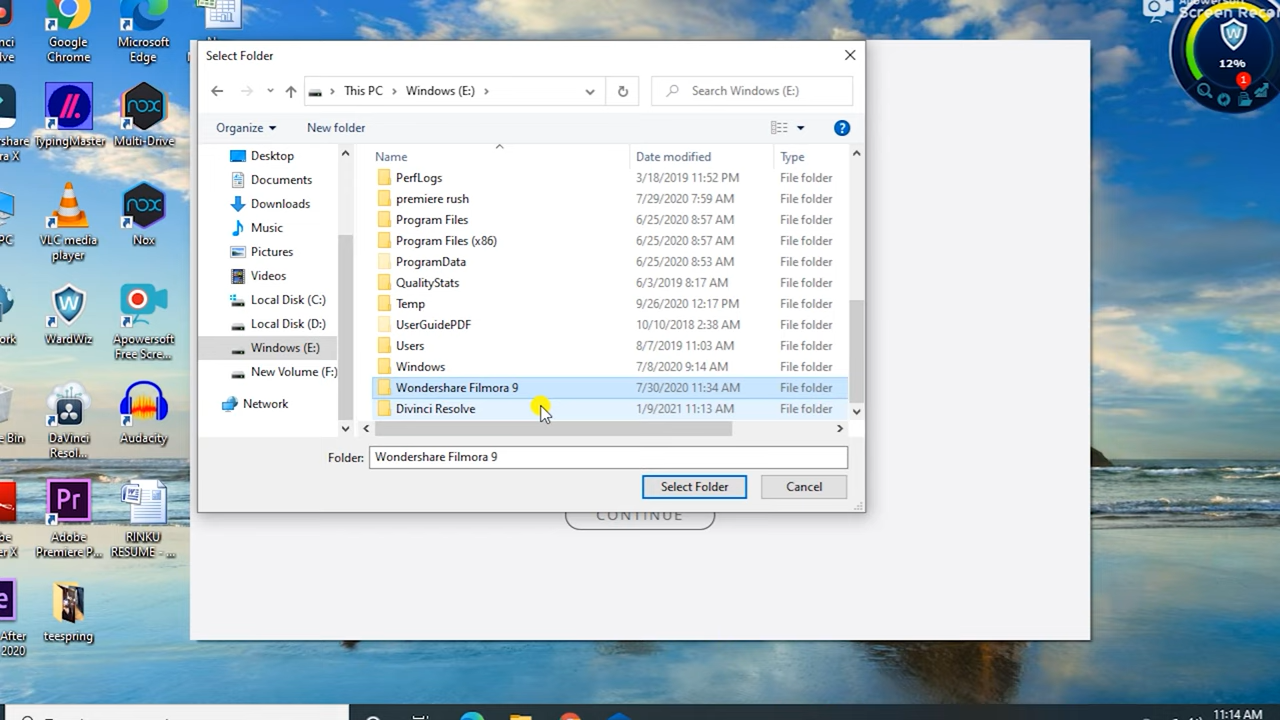 Google
Chrome
Microsoft
Edge
TypingMaster
Multi-Drive
VLC media
player
Nox
WardWiz
Apowersoft
Free Scre...
DaVinci
Resol...
Audacity
Adobe
Premiere P...
RINKU
RESUME - ...
teespring
After
2020
Select Folder
This PC
Windows (E:)
Search Windows (E:)
Organize
New folder
Desktop
Documents
Downloads
Music
Pictures
Videos
Local Disk (C:)
Local Disk (D:)
Windows (E:)
New Volume (F:)
Network
Name Date modified Type
PerfLogs 3/18/2019 11:52 PM File folder
premiere rush 7/29/2020 7:59 AM File folder
Program Files 6/25/2020 8:57 AM File folder
Program Files (x86) 6/25/2020 8:57 AM File folder
ProgramData 6/25/2020 8:53 AM File folder
QualityStats 6/3/2019 8:17 AM File folder
Temp 9/26/2020 12:17 PM File folder
UserGuidePDF 10/10/2018 2:38 AM File folder
Users 8/7/2019 11:03 AM File folder
Windows 7/8/2020 9:14 AM File folder
Wondershare Filmora 9 7/30/2020 11:34 AM File folder
Divinci Resolve 1/9/2021 11:13 AM File folder
Folder: Wondershare Filmora 9
Select Folder Cancel
CONTINUE
12%
1
11:14 AM